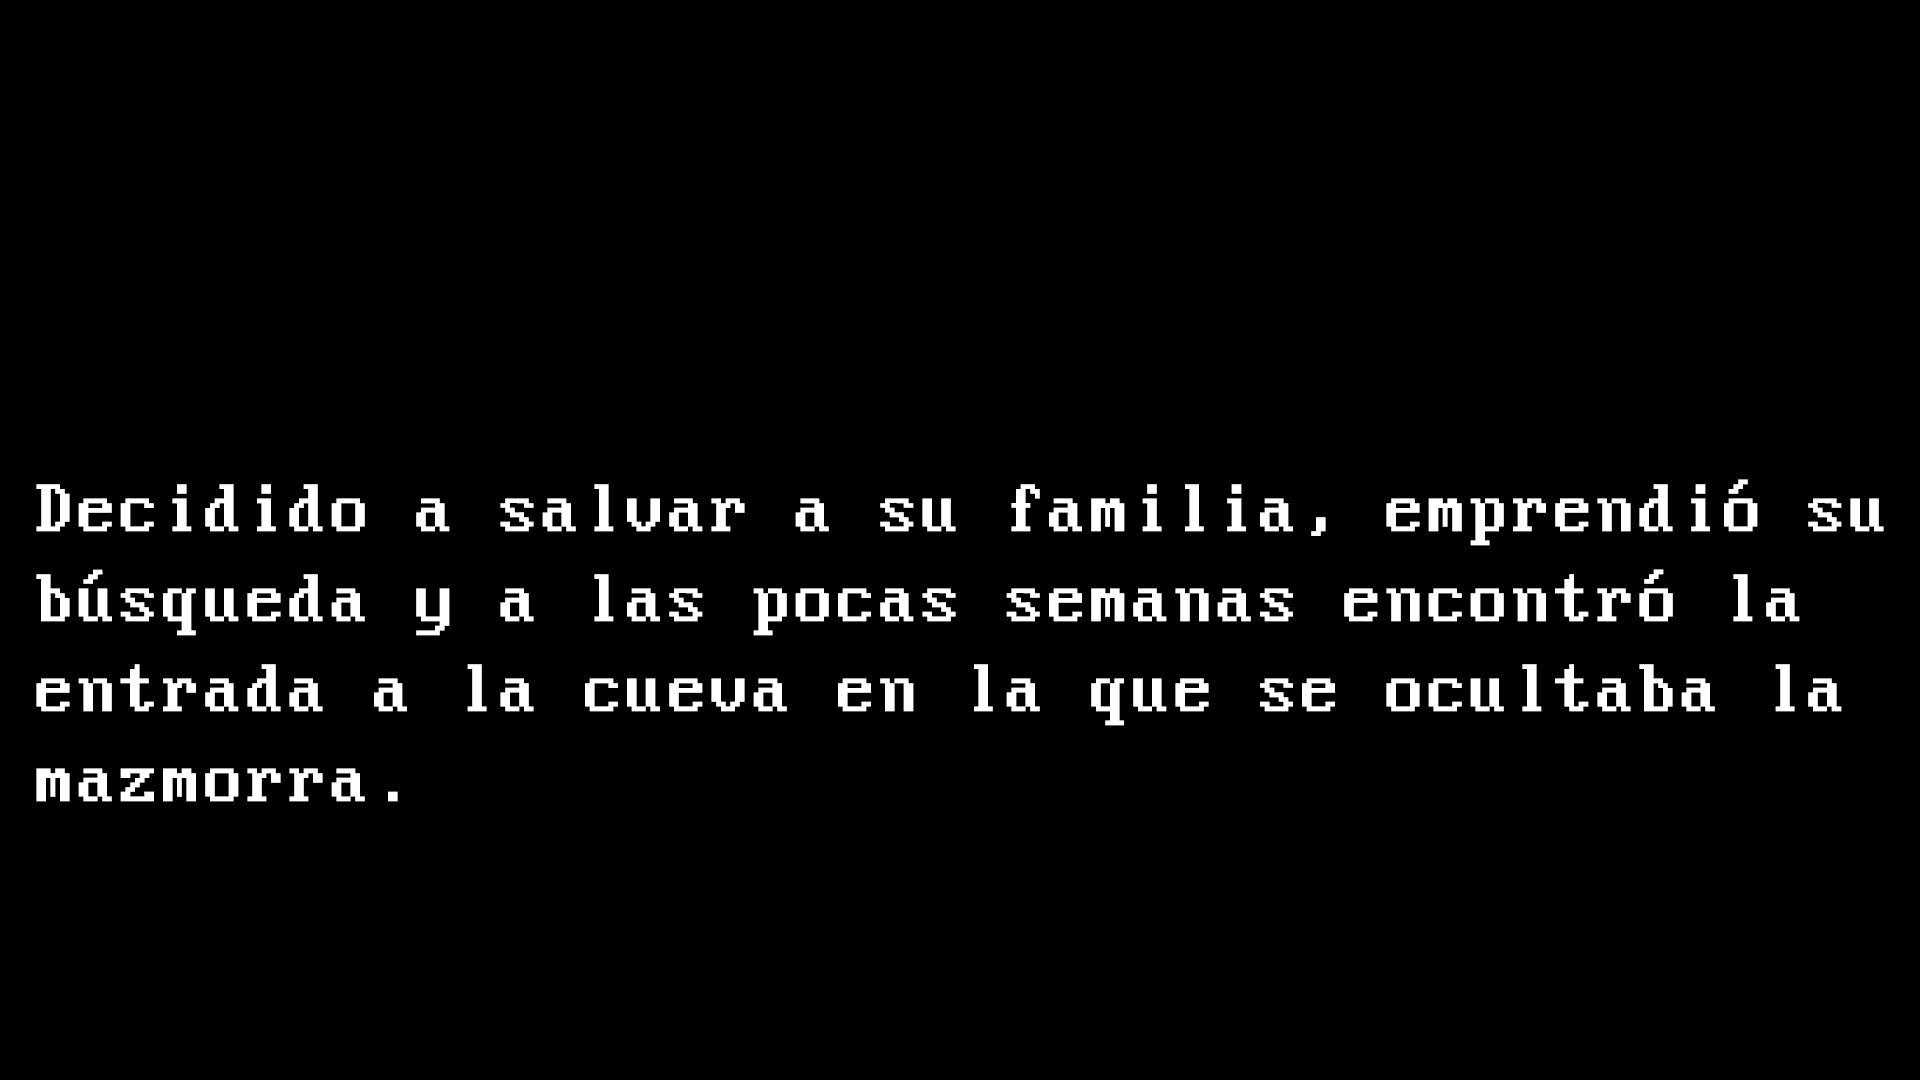 Decidido a salvar a su familia, emprendió su
búsqueda y a las pocas semanas encontró la
entrada a la cueva en la que se ocultaba la
mazmorra.